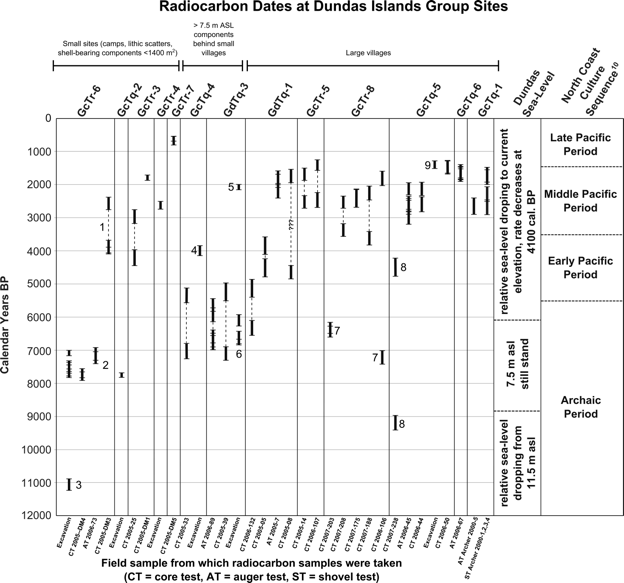 Radiocarbon Dates at Dundas Islands Group Sites
Small sites (camps, lithic scatters,
shell-bearing components <1400 m²)
> 7.5 m ASL
components
behind small
villages
Large villages
GcTr-6
GcTq-2
GcTr-3
GcTr-4
GcTr-7
GcTq-4
GdTq-3
GdTq-1
GcTr-5
GcTr-8
GcTq-5
GcTq-6
GcTq-1
Dundas
Sea-Level
North Coast
Culture
Sequence¹⁰
Calendar Years BP
0
1000
2000
3000
4000
5000
6000
7000
8000
9000
10000
11000
12000
1
2
3
4
5
6
???
7
7
8
8
9
relative sea-level droping to current
elevation, rate decreases at
4100 cal. BP
7.5 m asl
still stand
relative sea-level
dropping from
11.5 m asl
Late Pacific
Period
Middle Pacific
Period
Early Pacific
Period
Archaic
Period
Excavation
CT 2005--DM4
AT 2006-73
CT 2005-DM3
Excavation
CT 2005-25
CT 2005-DM1
Excavation
CT 2005-DM5
CT 2005-33
Excavation
AT 2006-89
CT 2005-39
Excavation
CT 2006-132
CT 2005-05
AT 2005-7
CT 2005-08
CT 2005-14
CT 2006-107
CT 2007-203
CT 2007-208
CT 2007-175
CT 2007-188
CT 2006-106
CT 2007-238
AT 2006-45
CT 2006-44
Excavation
CT 2006-50
AT 2006-67
AT Archer 2000-5
ST Archer 2000-1,2,3,4
Field sample from which radiocarbon samples were taken
(CT = core test, AT = auger test, ST = shovel test)